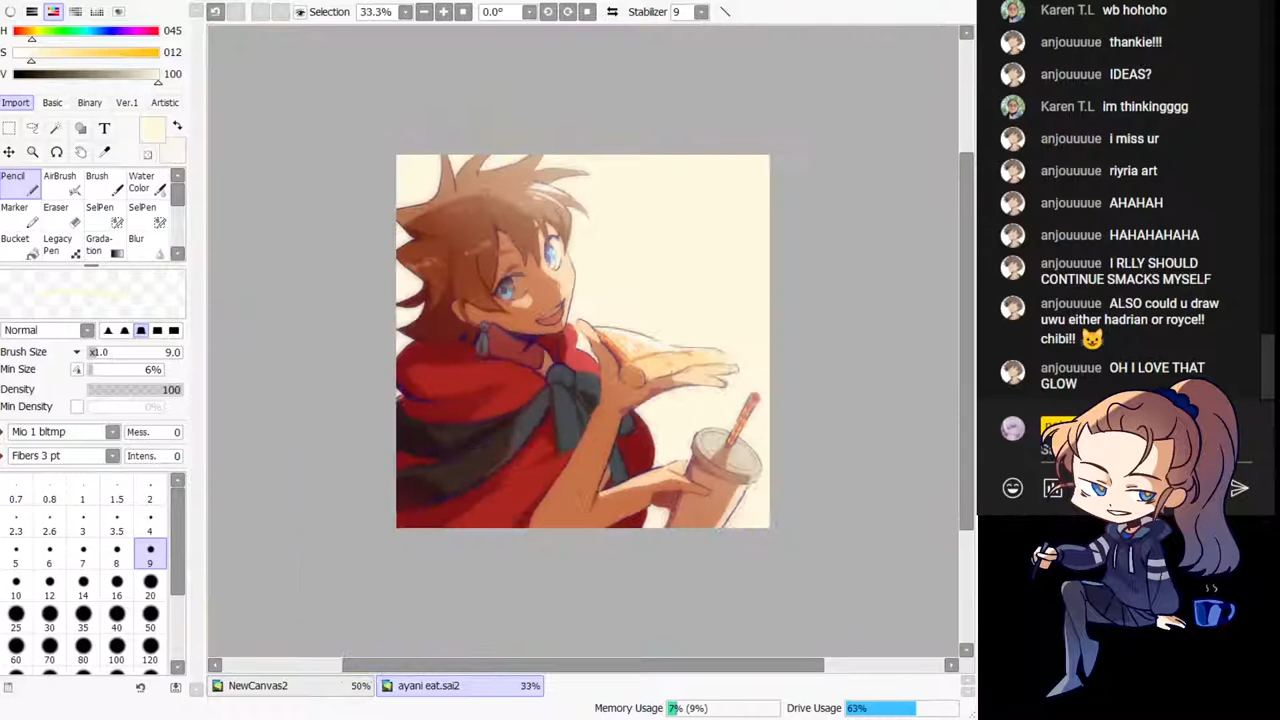 Selection 33.3% 0.0° Stabilizer 9
H 045
S 012
V 100
Import Basic Binary Ver.1 Artistic
T
Pencil AirBrush Brush Water Color
Marker Eraser SelPen SelPen
Bucket Legacy Pen Grada-tion Blur
Normal
Brush Size x1.0 9.0
Min Size 6%
Density 100
Min Density 0%
Mio 1 bltmp Mess. 0
Fibers 3 pt Intens. 0
0.7 0.8 1 1.5 2
2.3 2.6 3 3.5 4
5 6 7 8 9
10 12 14 16 20
25 30 35 40 50
60 70 80 100 120
NewCanvas2 50% ayani eat.sai2 33%
Memory Usage 7% (9%) Drive Usage 63%
Karen T.L wb hohoho
anjouuuue thankie!!!
anjouuuue IDEAS?
Karen T.L im thinkingggg
anjouuuue i miss ur
anjouuuue riyria art
anjouuuue AHAHAH
anjouuuue HAHAHAHAHA
anjouuuue I RLLY SHOULD
CONTINUE SMACKS MYSELF
anjouuuue ALSO could u draw
uwu either hadrian or royce!!
chibi!!
anjouuuue OH I LOVE THAT
GLOW